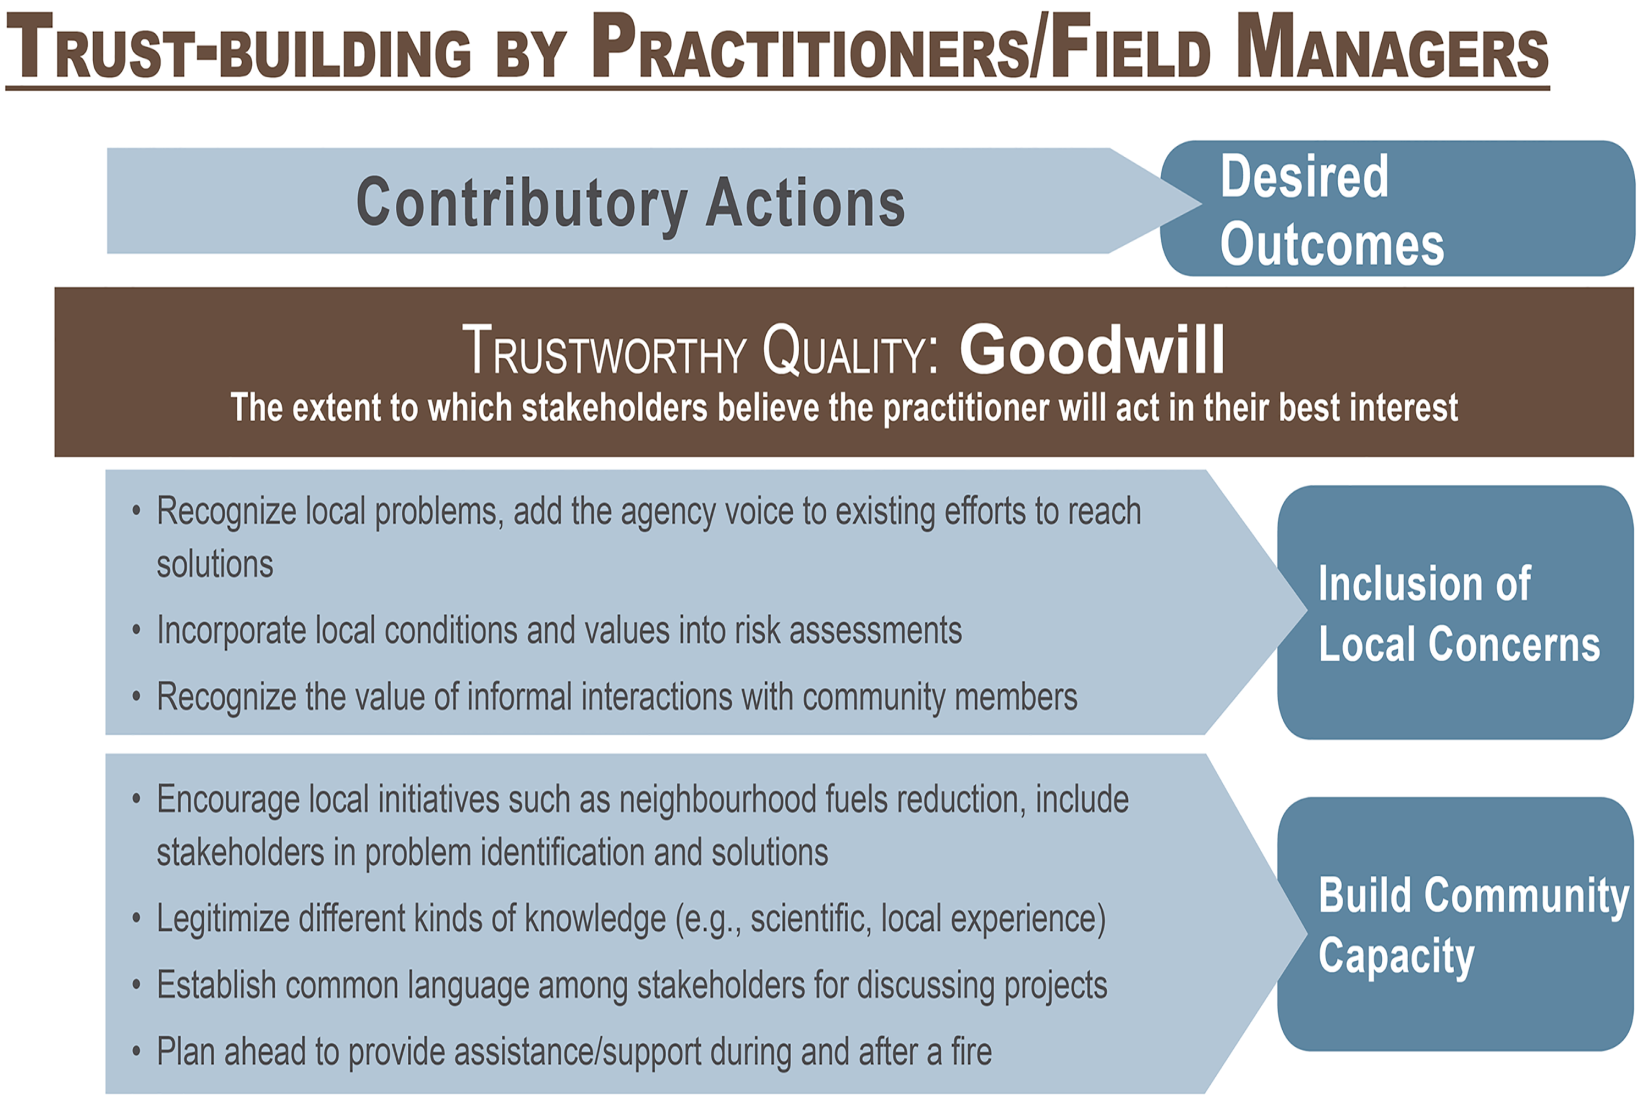 TRUST-BUILDING BY PRACTITIONERS/FIELD MANAGERS
Contributory Actions
Desired
Outcomes
TRUSTWORTHY QUALITY: Goodwill
The extent to which stakeholders believe the practitioner will act in their best interest
• Recognize local problems, add the agency voice to existing efforts to reach
solutions
• Incorporate local conditions and values into risk assessments
• Recognize the value of informal interactions with community members
Inclusion of
Local Concerns
• Encourage local initiatives such as neighbourhood fuels reduction, include
stakeholders in problem identification and solutions
• Legitimize different kinds of knowledge (e.g., scientific, local experience)
• Establish common language among stakeholders for discussing projects
• Plan ahead to provide assistance/support during and after a fire
Build Community
Capacity